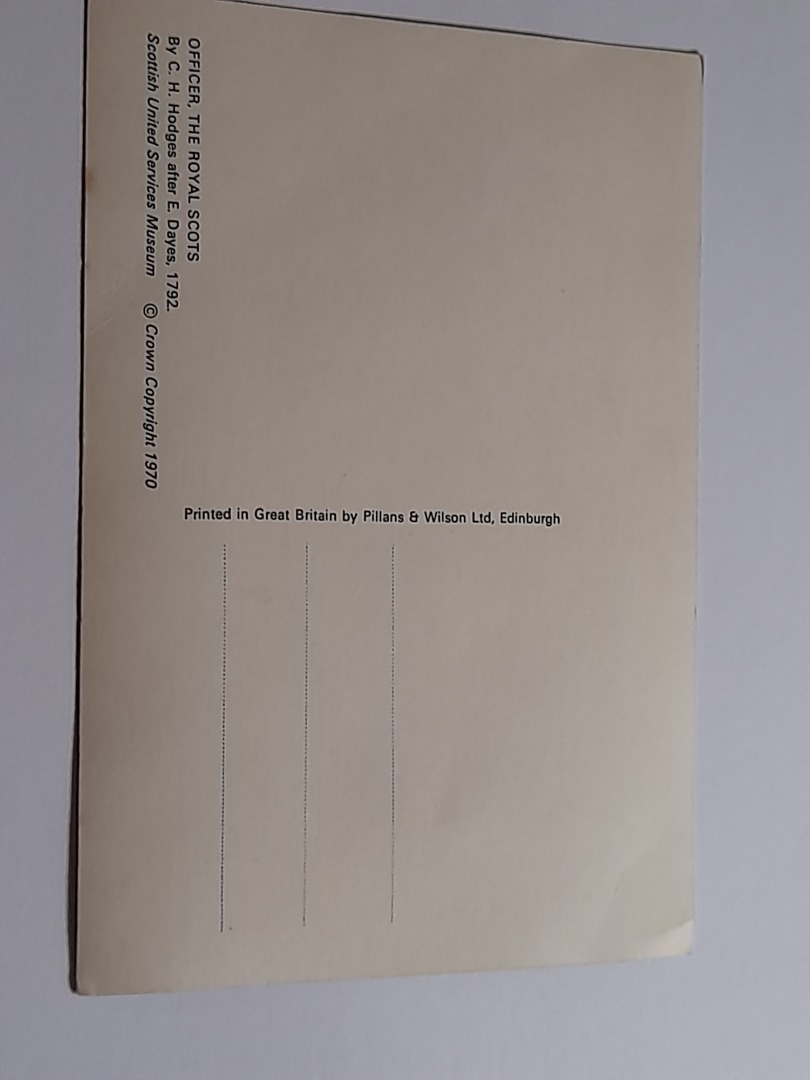 OFFICER, THE ROYAL SCOTS
By C. H. Hodges after E. Dayes, 1792.
Scottish United Services Museum © Crown Copyright 1970
Printed in Great Britain by Pillans & Wilson Ltd, Edinburgh